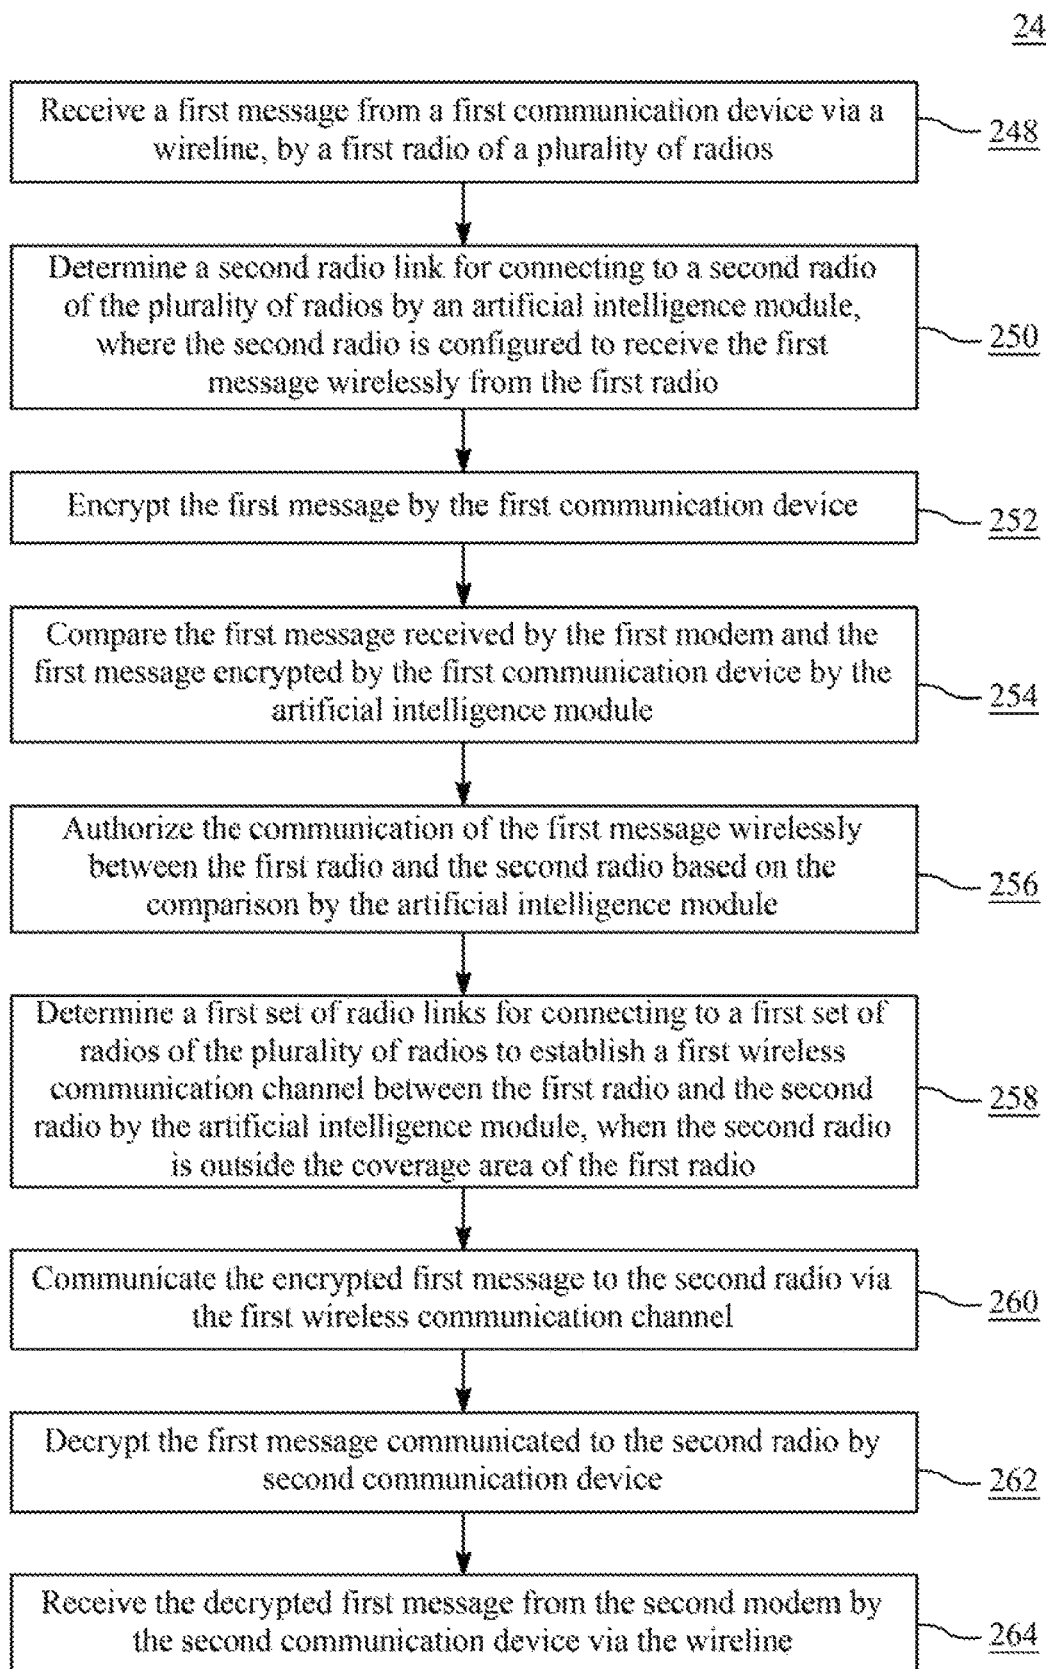 24
Receive a first message from a first communication device via a
wireline, by a first radio of a plurality of radios
248
Determine a second radio link for connecting to a second radio
of the plurality of radios by an artificial intelligence module,
where the second radio is configured to receive the first
message wirelessly from the first radio
250
Encrypt the first message by the first communication device
252
Compare the first message received by the first modem and the
first message encrypted by the first communication device by the
artificial intelligence module
254
Authorize the communication of the first message wirelessly
between the first radio and the second radio based on the
comparison by the artificial intelligence module
256
Determine a first set of radio links for connecting to a first set of
radios of the plurality of radios to establish a first wireless
communication channel between the first radio and the second
radio by the artificial intelligence module, when the second radio
is outside the coverage area of the first radio
258
Communicate the encrypted first message to the second radio via
the first wireless communication channel
260
Decrypt the first message communicated to the second radio by
second communication device
262
Receive the decrypted first message from the second modem by
the second communication device via the wireline
264